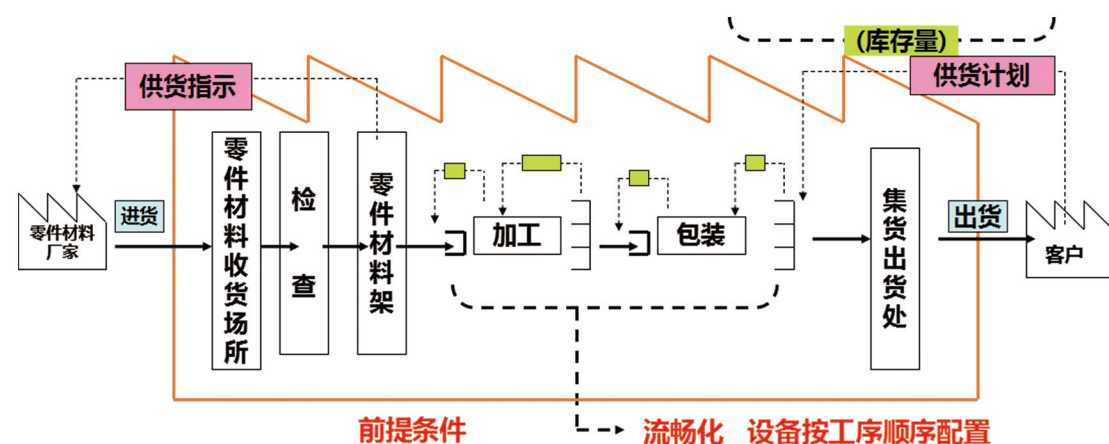 (库存量)
供货指示
供货计划
零件材料厂家
进货
零件材料收货场所
检查
零件材料架
加工
包装
集货出货处
出货
客户
前提条件
流畅化 设备按工序顺序配置